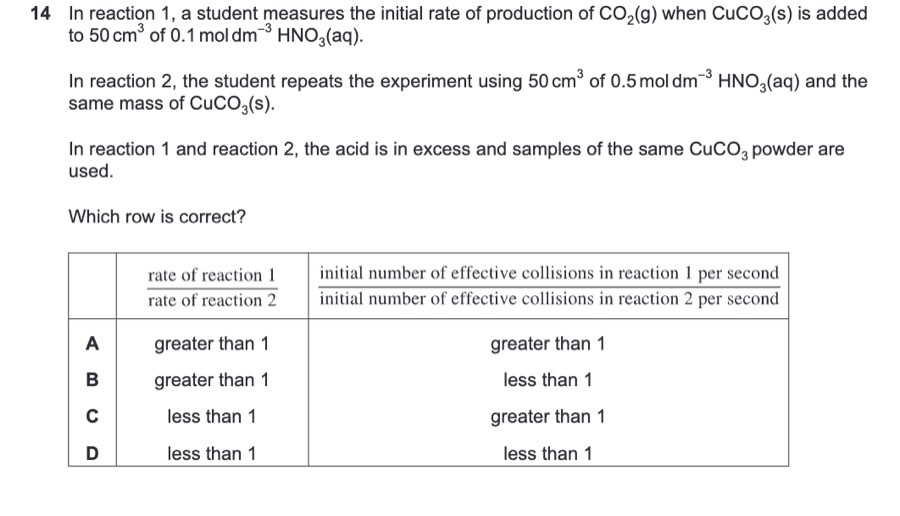 14 In reaction 1, a student measures the initial rate of production of CO₂(g) when CuCO₃(s) is added
to 50 cm³ of 0.1 mol dm⁻³ HNO₃(aq).
In reaction 2, the student repeats the experiment using 50 cm³ of 0.5 mol dm⁻³ HNO₃(aq) and the
same mass of CuCO₃(s).
In reaction 1 and reaction 2, the acid is in excess and samples of the same CuCO₃ powder are
used.
Which row is correct?
rate of reaction 1
rate of reaction 2
initial number of effective collisions in reaction 1 per second
initial number of effective collisions in reaction 2 per second
A greater than 1 greater than 1
B greater than 1 less than 1
C less than 1 greater than 1
D less than 1 less than 1